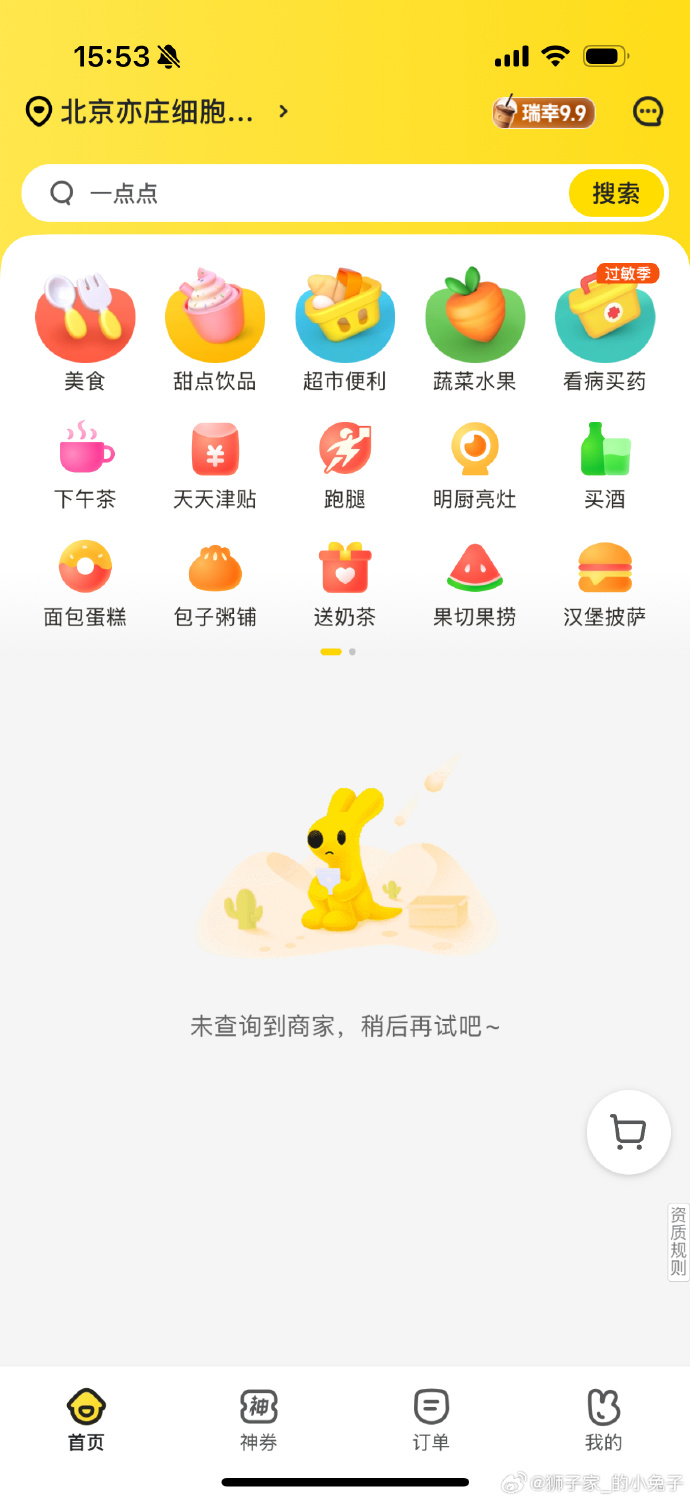 15:53
北京亦庄细胞...
瑞幸9.9
一点点
搜索
过敏季
美食
甜点饮品
超市便利
蔬菜水果
看病买药
¥
下午茶
天天津贴
跑腿
明厨亮灶
买酒
面包蛋糕
包子粥铺
送奶茶
果切果捞
汉堡披萨
未查询到商家，稍后再试吧~
资质规则
神
首页
神券
订单
我的
@狮子家_的小兔子